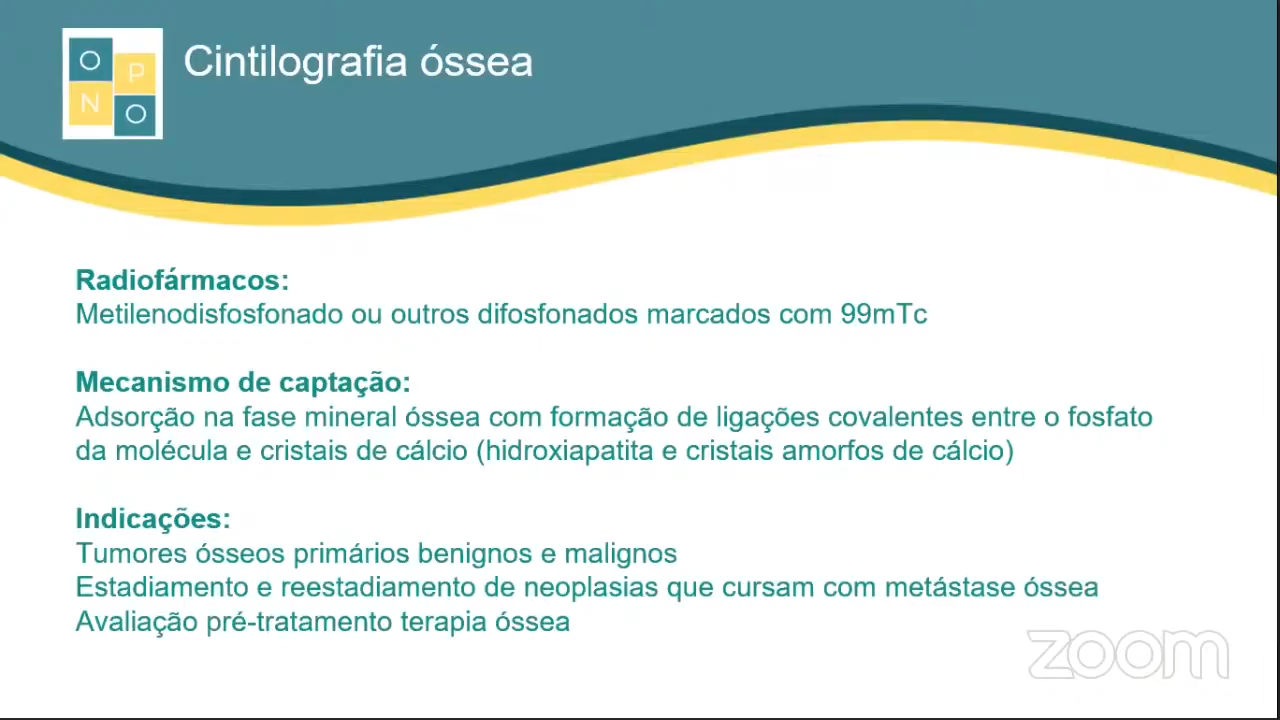 O
P
N
O
Cintilografia óssea
Radiofármacos:
Metilenodisfosfonado ou outros difosfonados marcados com 99mTc
Mecanismo de captação:
Adsorção na fase mineral óssea com formação de ligações covalentes entre o fosfato
da molécula e cristais de cálcio (hidroxiapatita e cristais amorfos de cálcio)
Indicações:
Tumores ósseos primários benignos e malignos
Estadiamento e reestadiamento de neoplasias que cursam com metástase óssea
Avaliação pré-tratamento terapia óssea
zoom